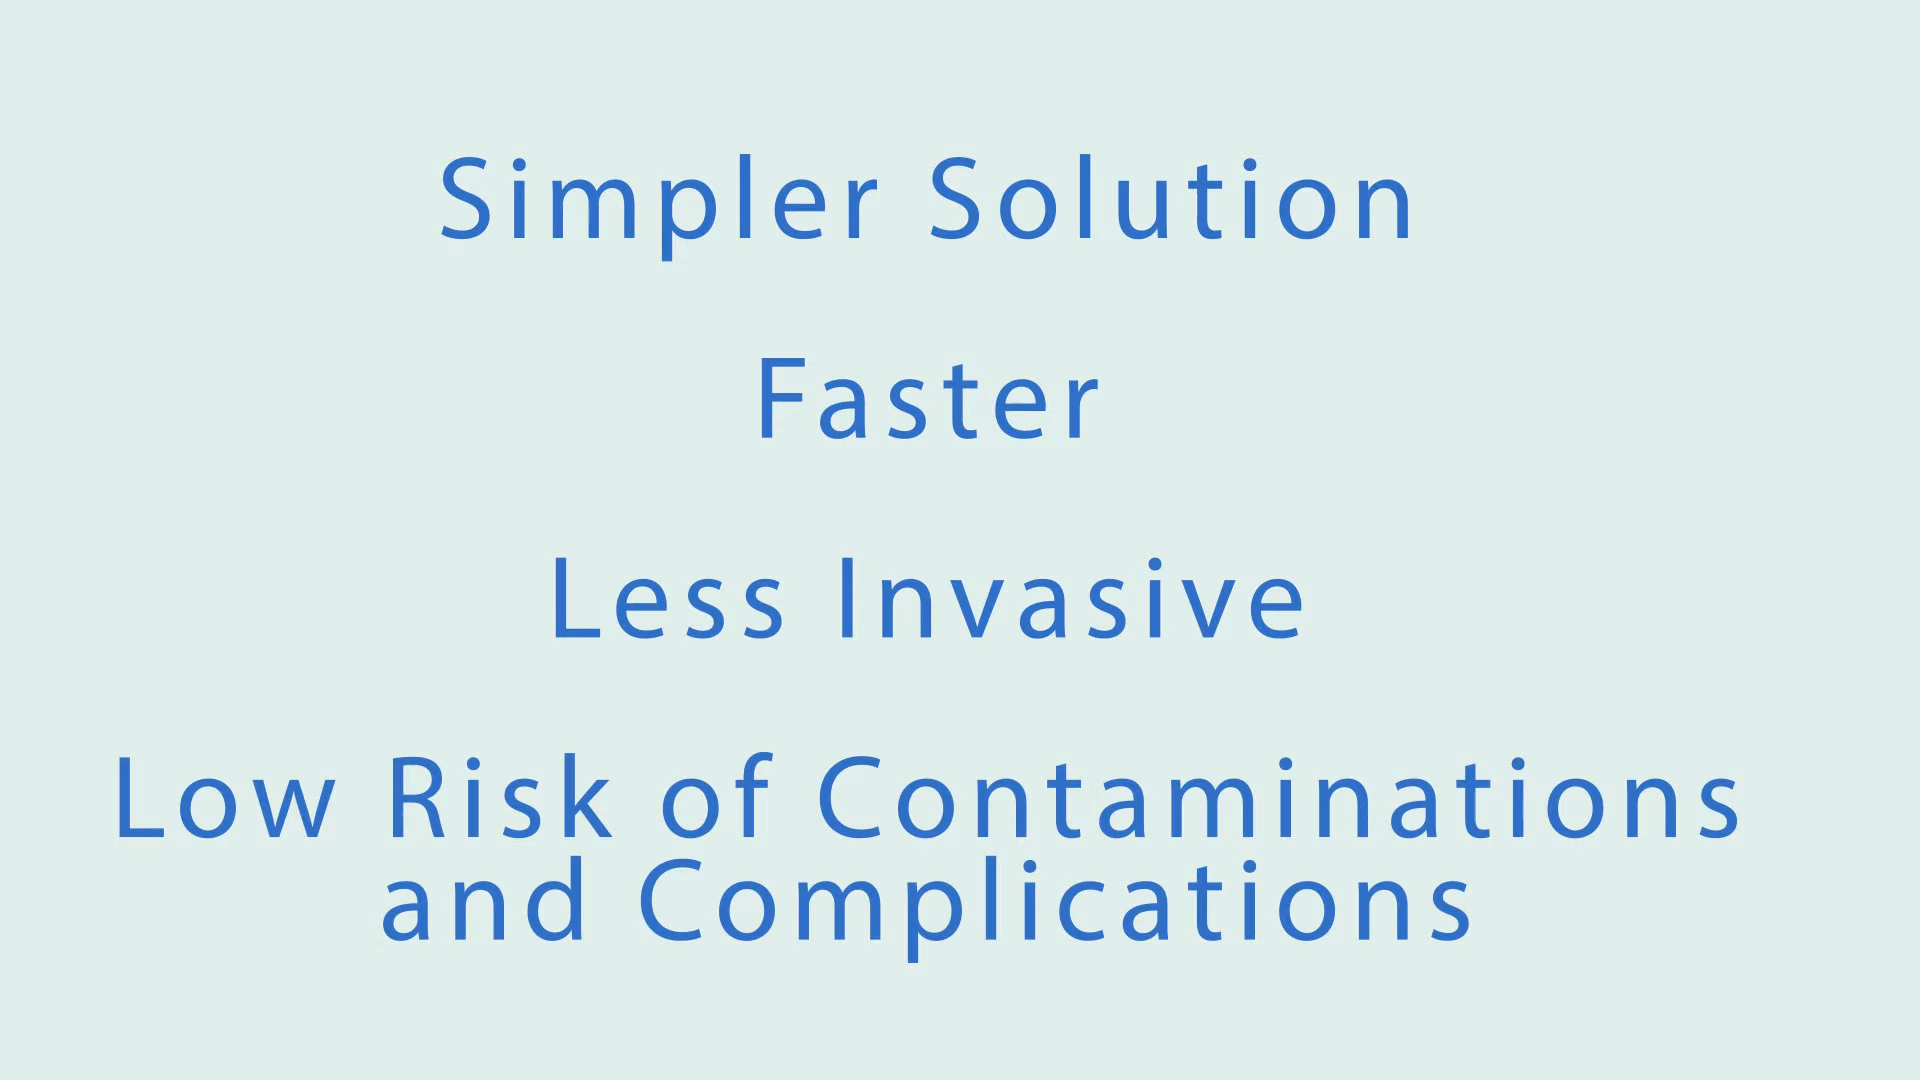 Simpler Solution
Faster
Less Invasive
Low Risk of Contaminations
and Complications